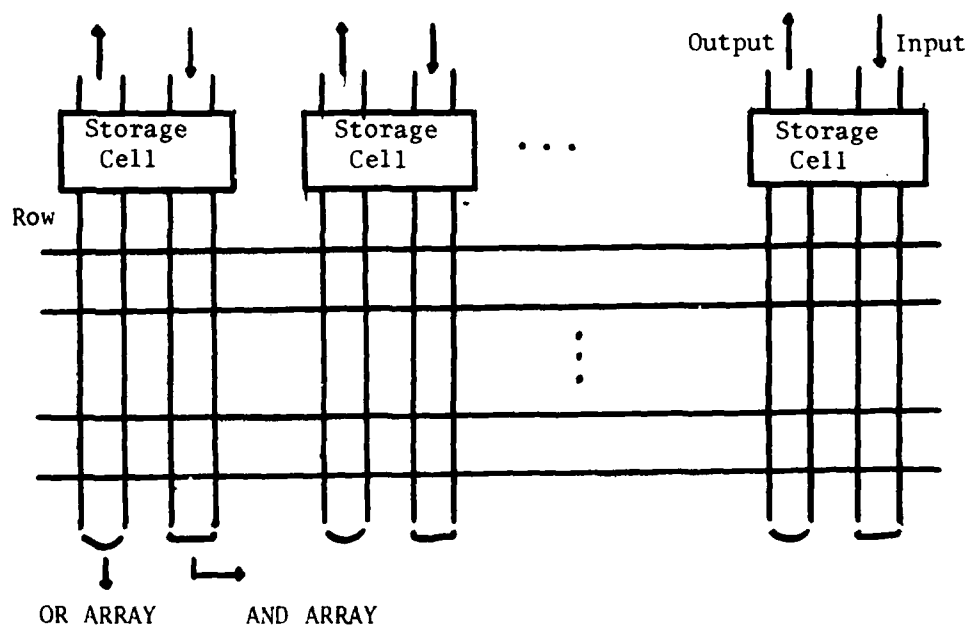 Output Input
Storage
Cell
Storage
Cell
. . .
Storage
Cell
Row
OR ARRAY AND ARRAY